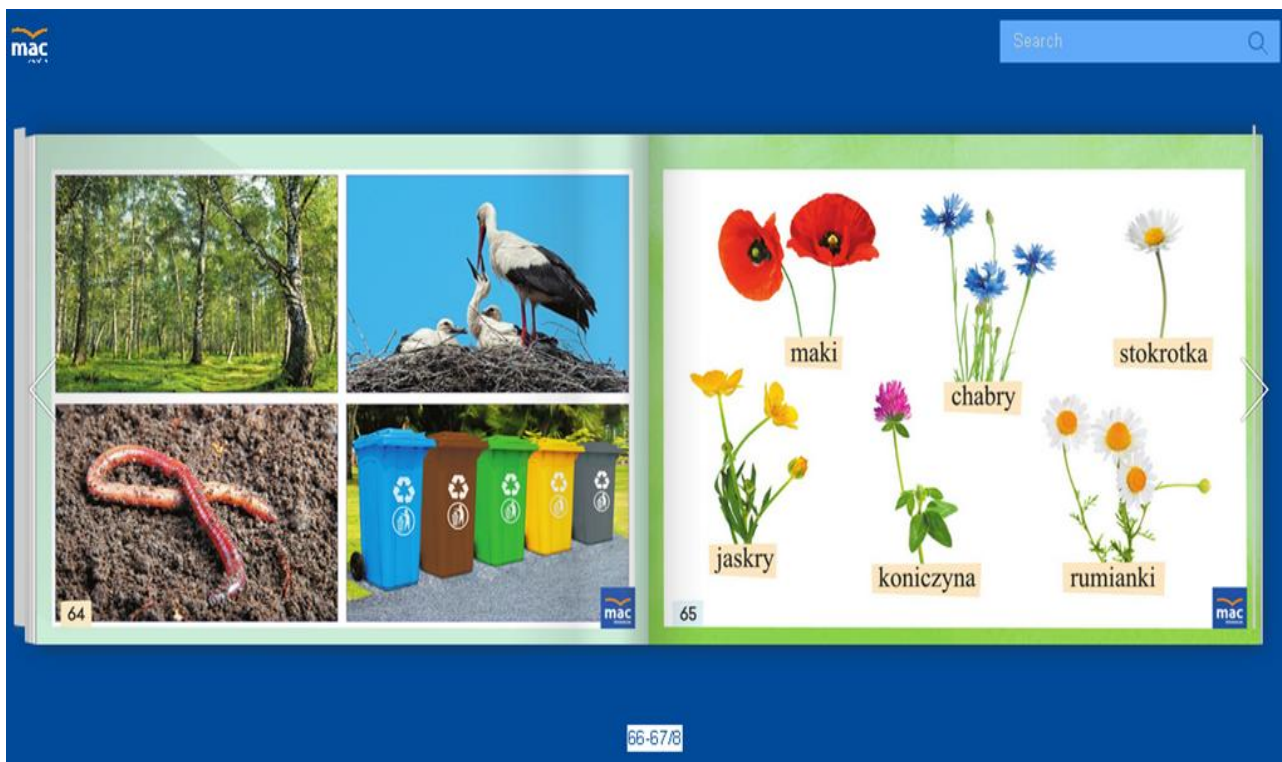 mac
Search
maki
chabry
stokrotka
jaskry
koniczyna
rumianki
64
mac
65
mac
66-67/8